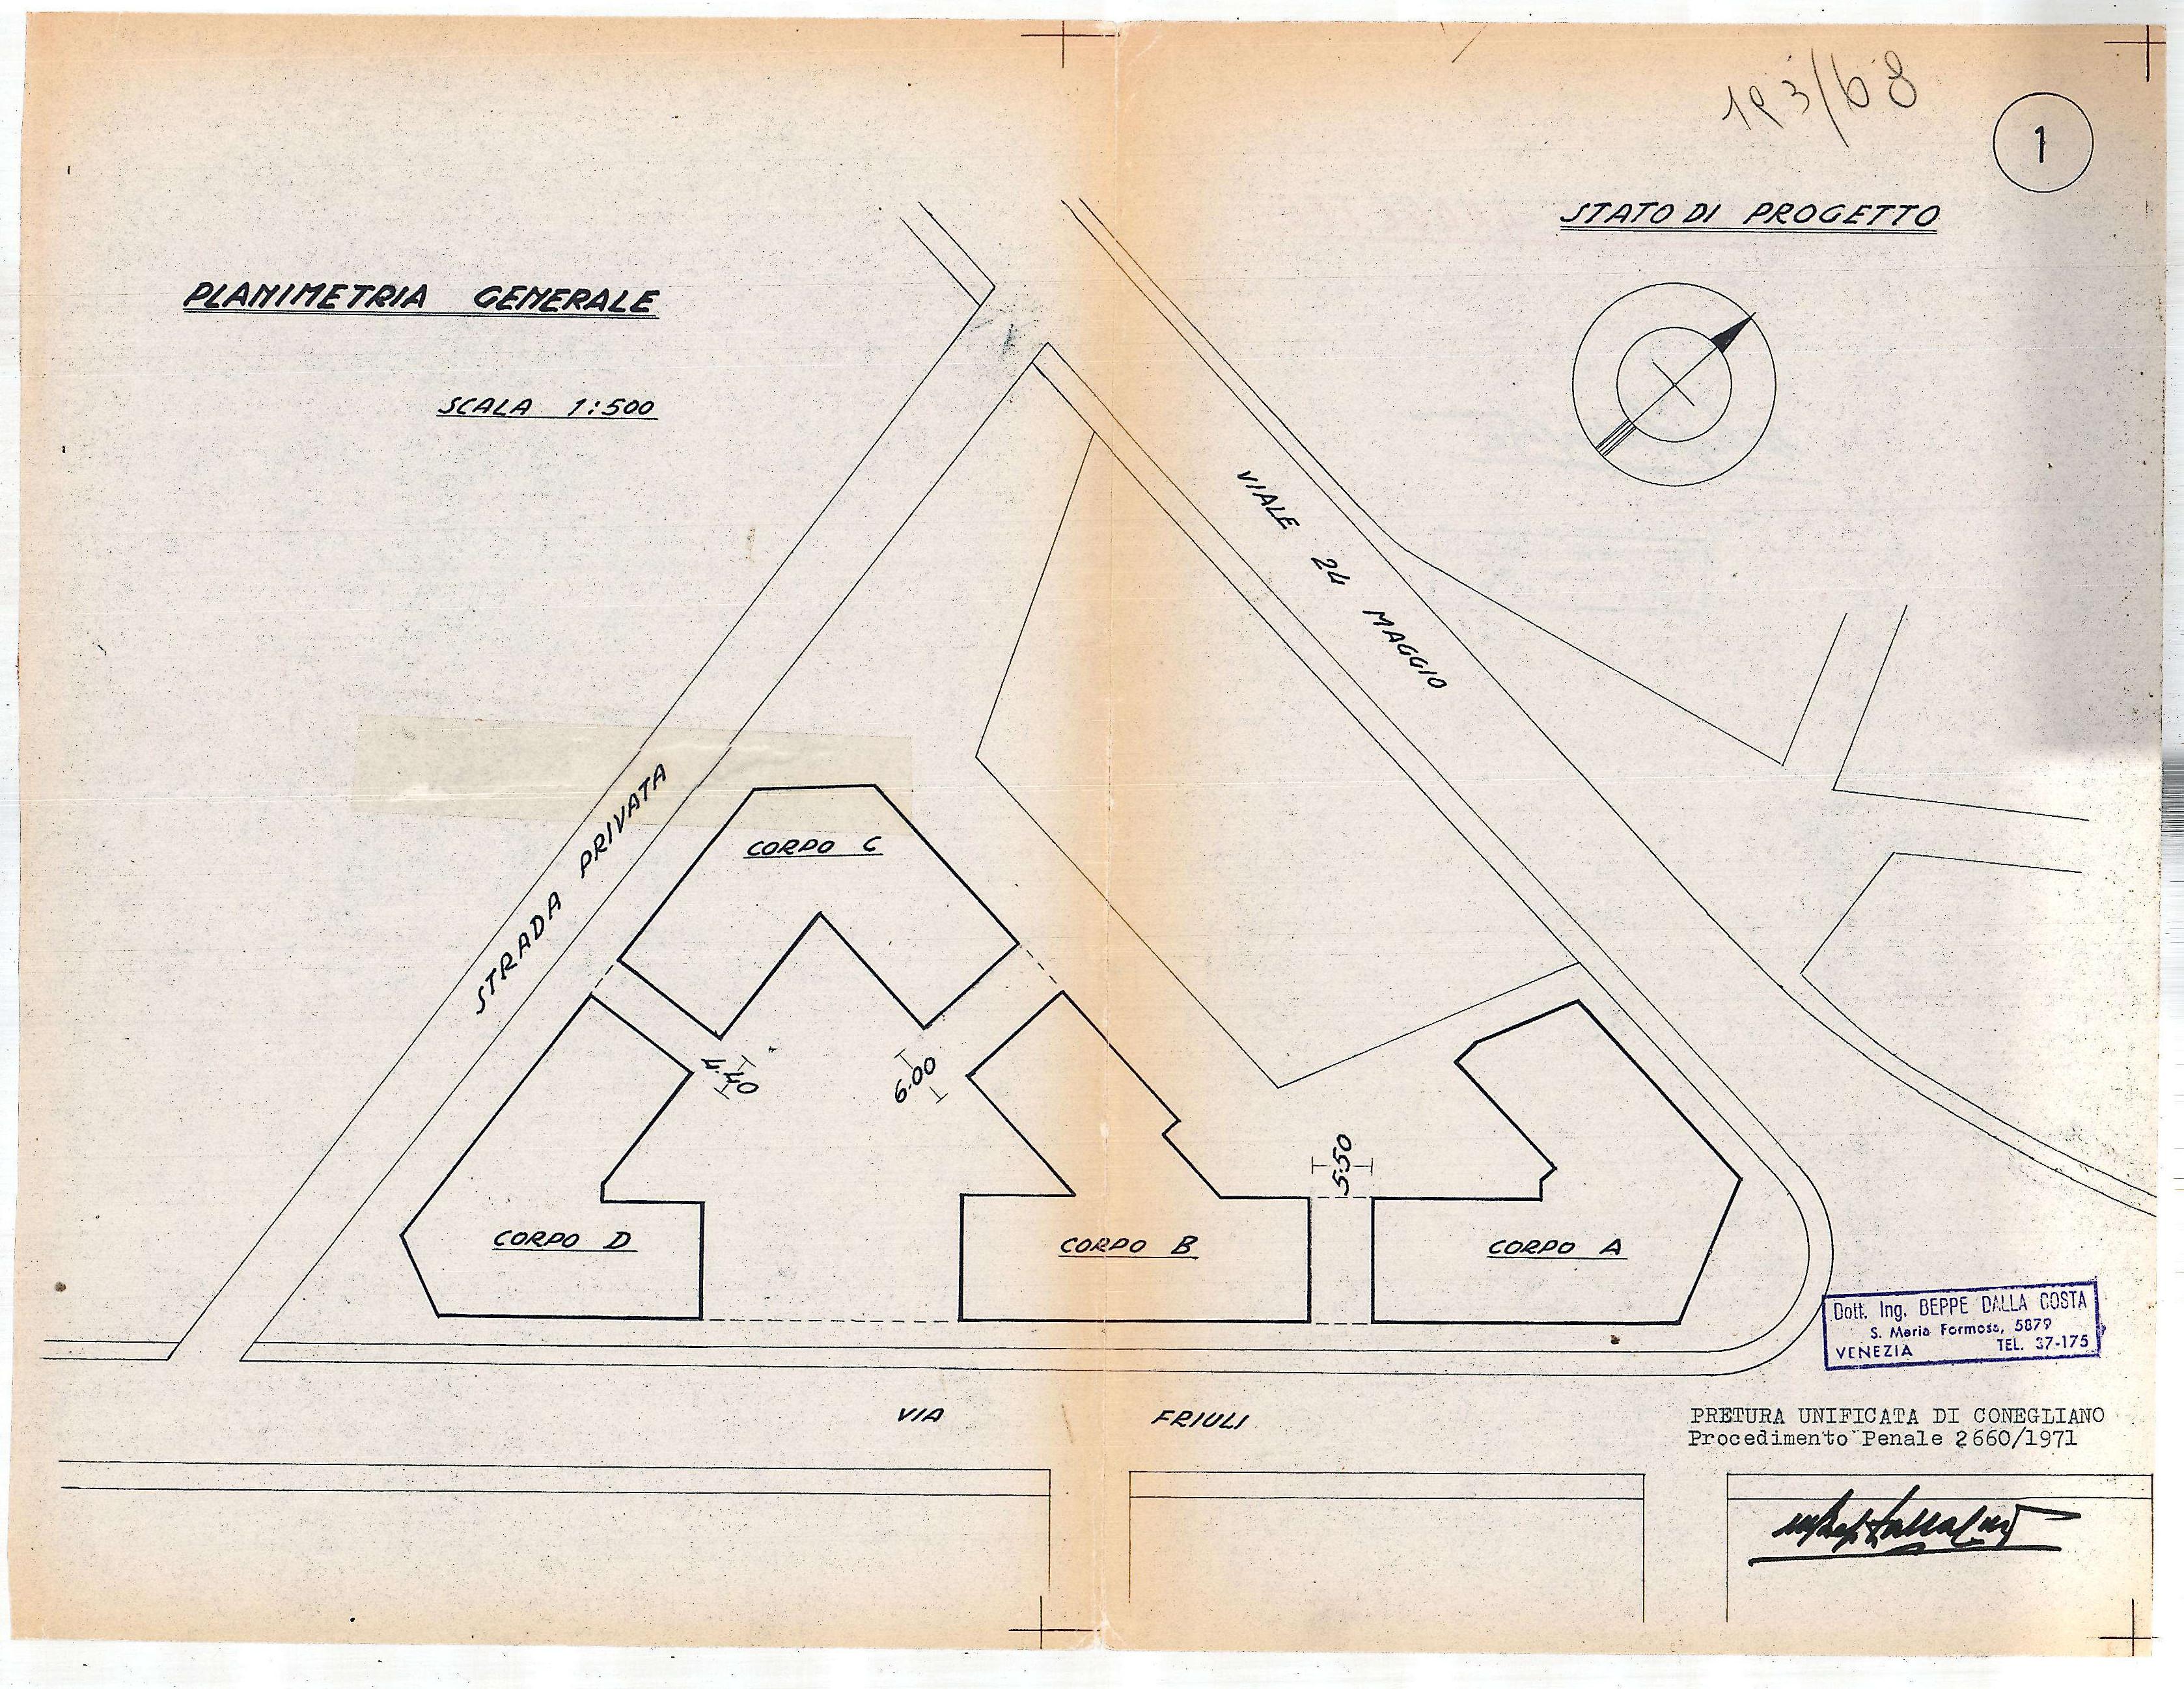 193/68
1
STATO DI PROGETTO
PLANIMETRIA GENERALE
SCALA 1:500
VIALE 24 MAGGIO
STRADA PRIVATA
CORPO C
4.40
6.00
5.50
CORPO D
CORPO B
CORPO A
Dott. Ing. BEPPE DALLA COSTA
S. Maria Formosa, 5879
VENEZIA TEL. 37-175
VIA FRIULI
PRETURA UNIFICATA DI CONEGLIANO
Procedimento Penale 2660/1971